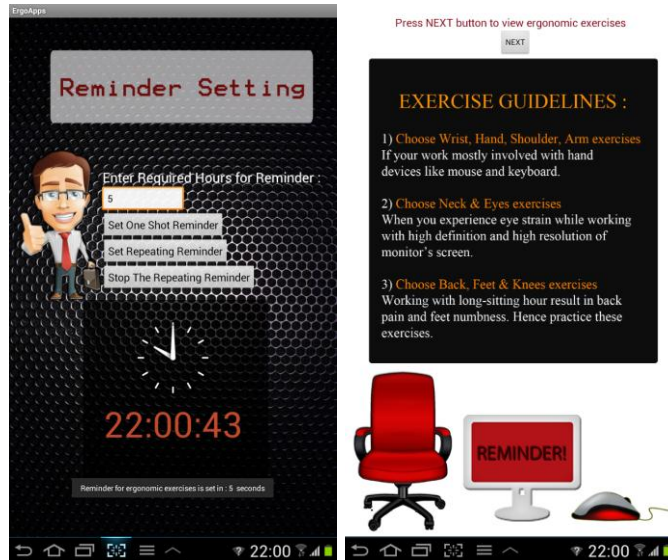 ErgoApps
Reminder Setting
Enter Required Hours for Reminder :
5
Set One Shot Reminder
Set Repeating Reminder
Stop The Repeating Reminder
22:00:43
Reminder for ergonomic exercises is set in : 5 seconds
22:00
Press NEXT button to view ergonomic exercises
NEXT
EXERCISE GUIDELINES :
1) Choose Wrist, Hand, Shoulder, Arm exercises
If your work mostly involved with hand
devices like mouse and keyboard.
2) Choose Neck & Eyes exercises
When you experience eye strain while working
with high definition and high resolution of
monitor's screen.
3) Choose Back, Feet & Knees exercises
Working with long-sitting hour result in back
pain and feet numbness. Hence practice these
exercises.
REMINDER!
22:00